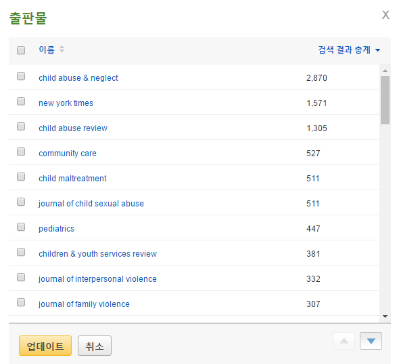 출판물 X
이름 검색 결과 총계
child abuse & neglect 2,870
new york times 1,571
child abuse review 1,305
community care 527
child maltreatment 511
journal of child sexual abuse 511
pediatrics 447
children & youth services review 381
journal of interpersonal violence 332
journal of family violence 307
업데이트 취소